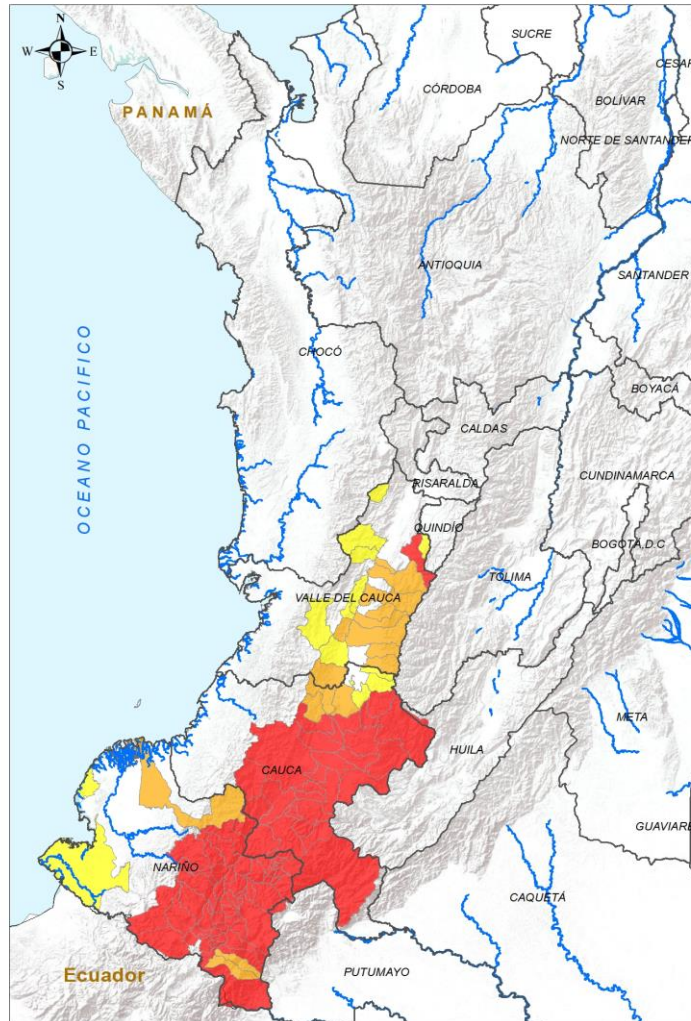 N
W E
S
SUCRE
CESAR
CÓRDOBA
BOLÍVAR
PANAMÁ
NORTE DE SANTANDER
ANTIOQUIA
SANTANDER
OCEANO PACIFICO
CHOCÓ
BOYACÁ
CALDAS
CUNDINAMARCA
RISARALDA
QUINDÍO
BOGOTÁ, D.C
TOLIMA
VALLE DEL CAUCA
META
HUILA
CAUCA
GUAVIARE
NARIÑO
CAQUETÁ
Ecuador
PUTUMAYO